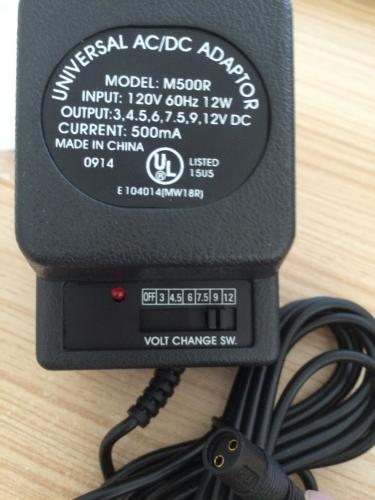 UNIVERSAL AC/DC ADAPTOR
MODEL: M500R
INPUT: 120V 60Hz 12W
OUTPUT:3,4.5,6,7.5,9,12V DC
CURRENT: 500mA
MADE IN CHINA
0914
UL
LISTED
15US
E 104014(MW18R)
OFF 3 4.5 6 7.5 9 12
VOLT CHANGE SW.